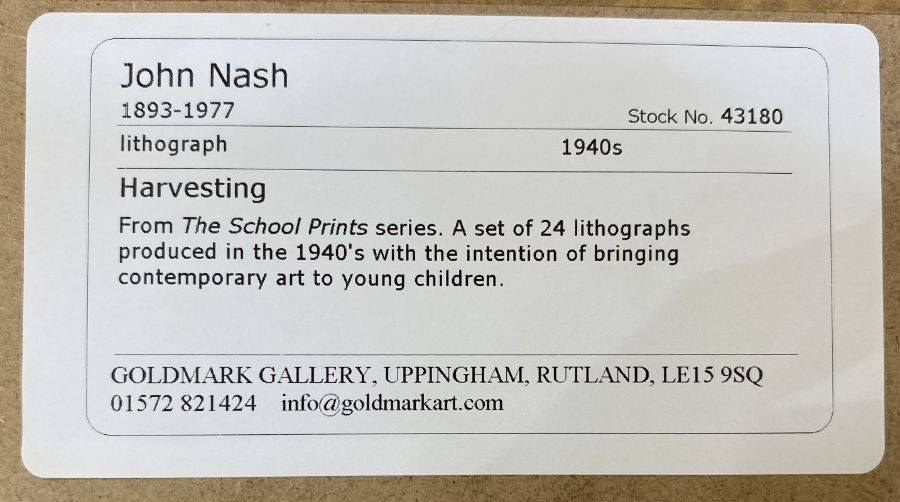 John Nash
1893-1977
Stock No. 43180
lithograph 1940s
Harvesting
From The School Prints series. A set of 24 lithographs
produced in the 1940's with the intention of bringing
contemporary art to young children.
GOLDMARK GALLERY, UPPINGHAM, RUTLAND, LE15 9SQ
01572 821424 info@goldmarkart.com